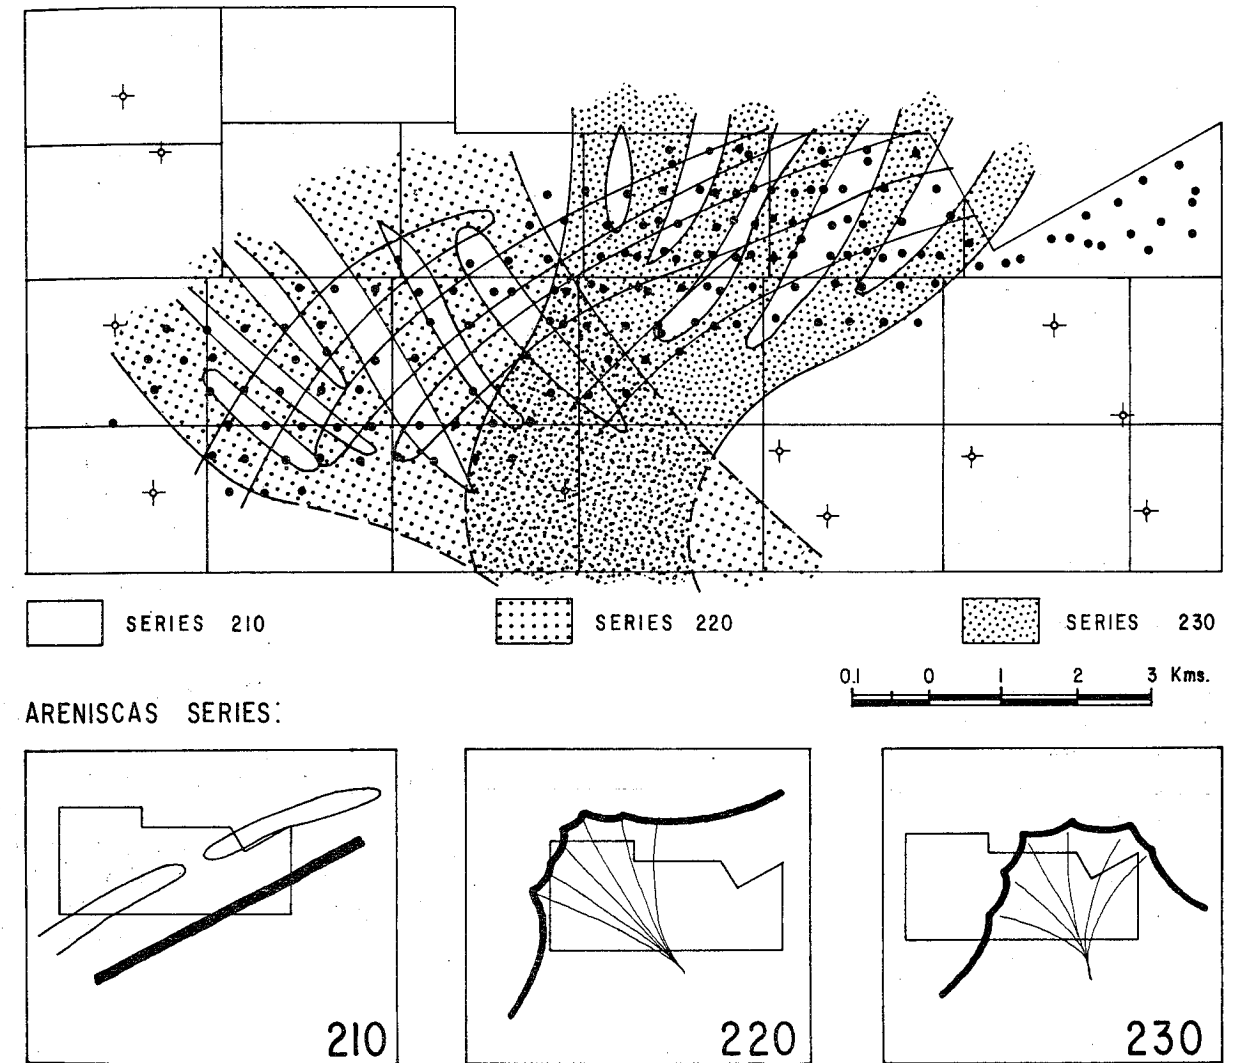 SERIES 210
SERIES 220
SERIES 230
0.1 0 1 2 3 Kms.
ARENISCAS SERIES:
210
220
230